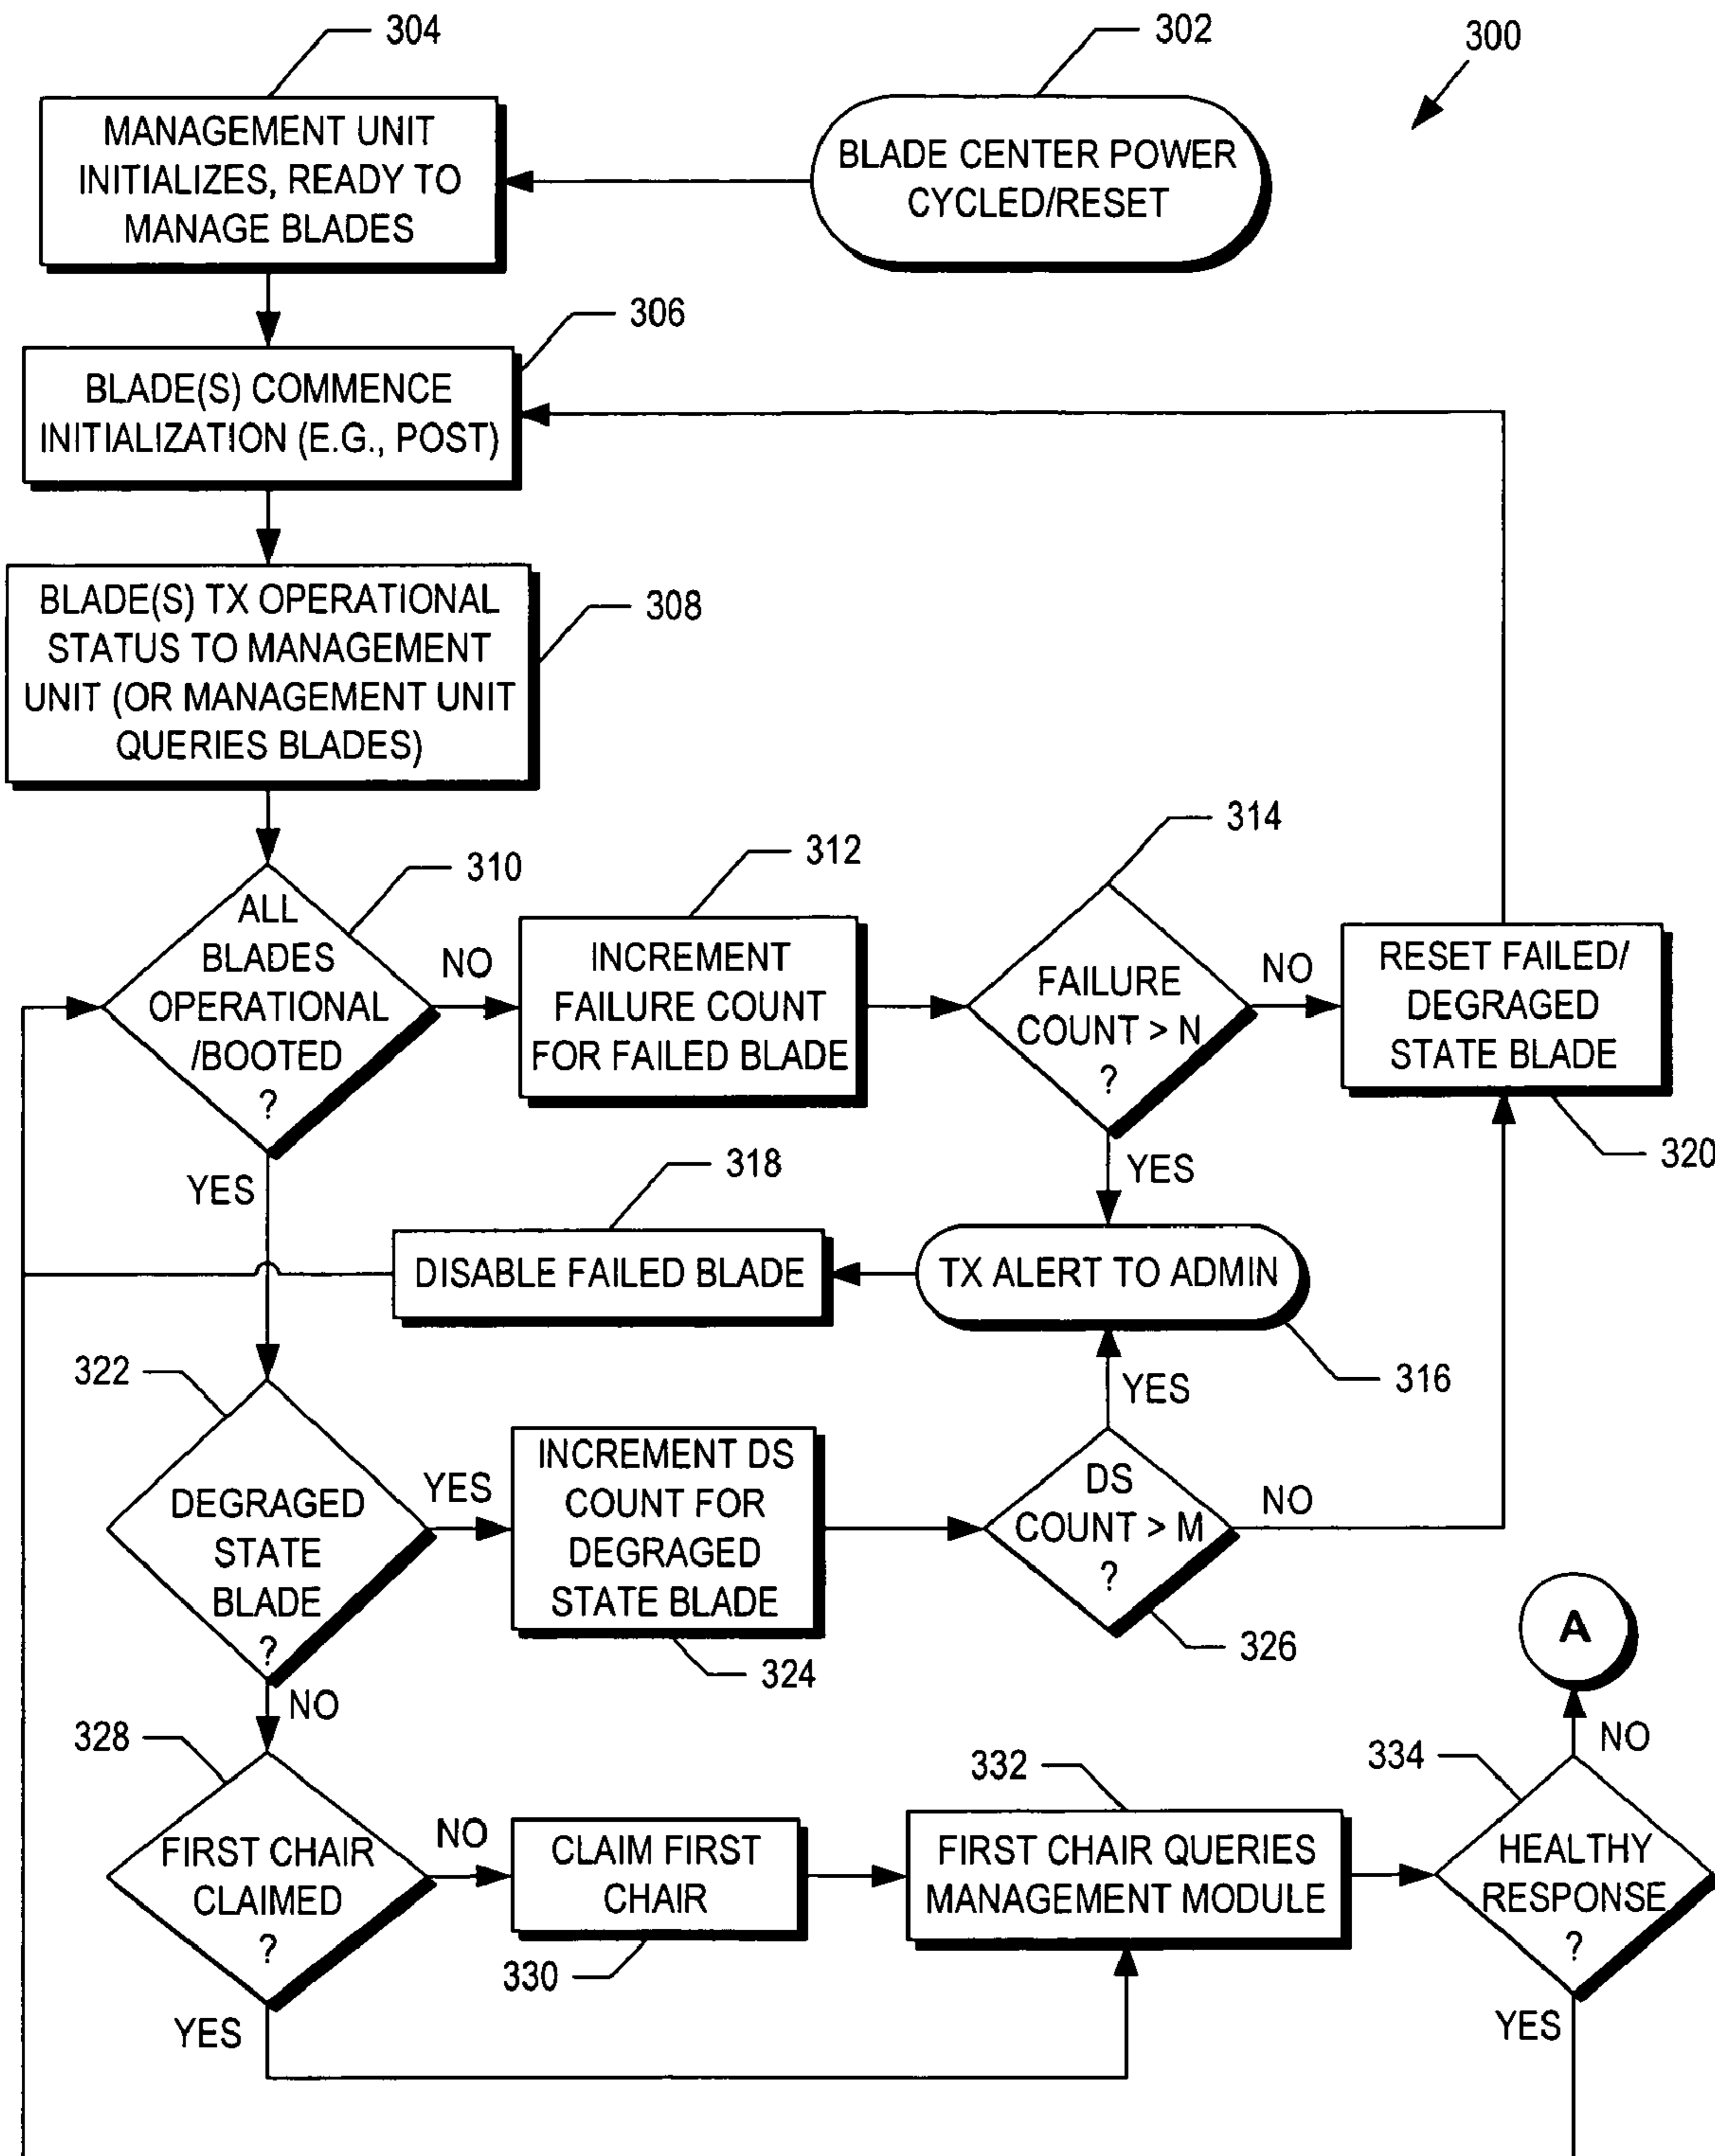 304
302
300
MANAGEMENT UNIT
INITIALIZES, READY TO
MANAGE BLADES
BLADE CENTER POWER
CYCLED/RESET
306
BLADE(S) COMMENCE
INITIALIZATION (E.G., POST)
308
BLADE(S) TX OPERATIONAL
STATUS TO MANAGEMENT
UNIT (OR MANAGEMENT UNIT
QUERIES BLADES)
310
ALL
BLADES
OPERATIONAL
/BOOTED
?
NO
YES
312
INCREMENT
FAILURE COUNT
FOR FAILED BLADE
314
FAILURE
COUNT > N
?
NO
YES
RESET FAILED/
DEGRAGED
STATE BLADE
320
318
DISABLE FAILED BLADE
TX ALERT TO ADMIN
316
322
DEGRAGED
STATE
BLADE
?
YES
NO
INCREMENT DS
COUNT FOR
DEGRAGED
STATE BLADE
324
YES
DS
COUNT > M
?
NO
326
A
328
FIRST CHAIR
CLAIMED
?
NO
YES
CLAIM FIRST
CHAIR
330
332
FIRST CHAIR QUERIES
MANAGEMENT MODULE
334
NO
HEALTHY
RESPONSE
?
YES